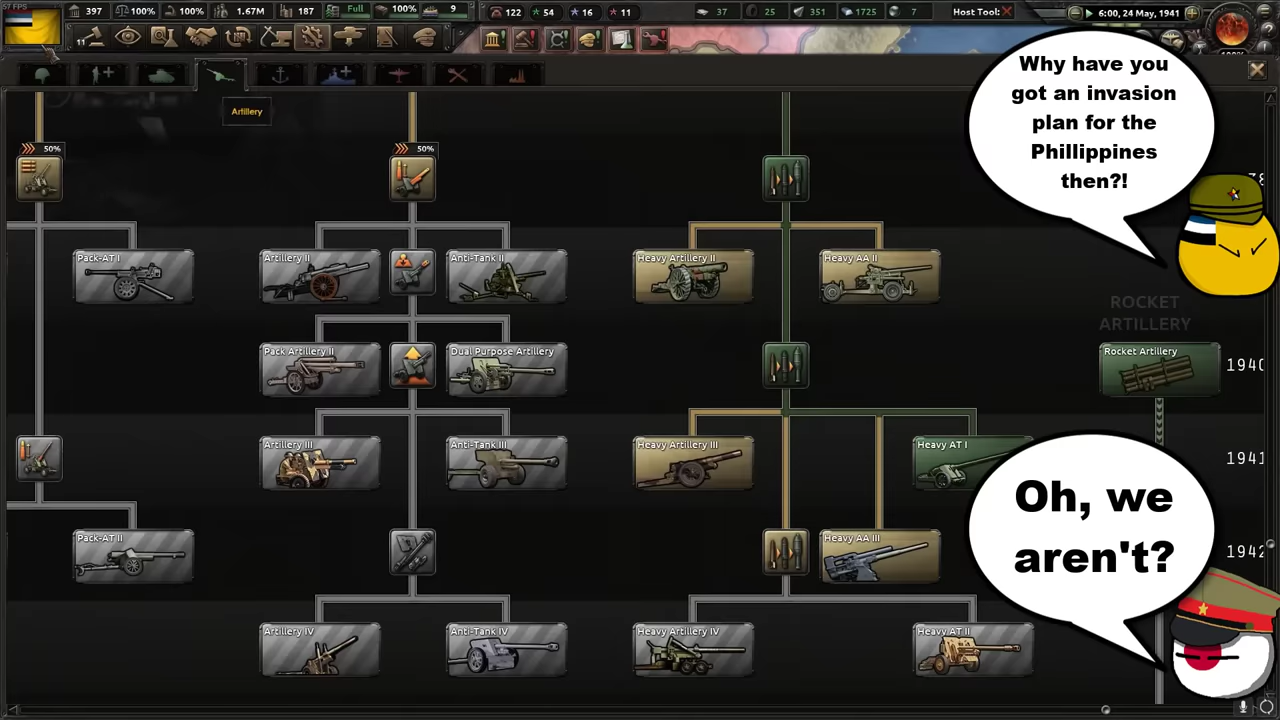 57 FPS
397
100%
100%
1.67M
187
Full
100%
9
122
54
16
11
37
25
351
1725
7
Host Tool:
6:00, 24 May, 1941
11
Artillery
Why have you
got an invasion
plan for the
Phillippines
then?!
50%
50%
Pack-AT I
Artillery II
Anti-Tank II
Heavy Artillery II
Heavy AA II
ROCKET
ARTILLERY
Pack Artillery II
Dual Purpose Artillery
Rocket Artillery
1940
Artillery III
Anti-Tank III
Heavy Artillery III
Heavy AT I
1941
Oh, we
aren't?
Pack-AT II
Heavy AA III
1942
Artillery IV
Anti-Tank IV
Heavy Artillery IV
Heavy AT II